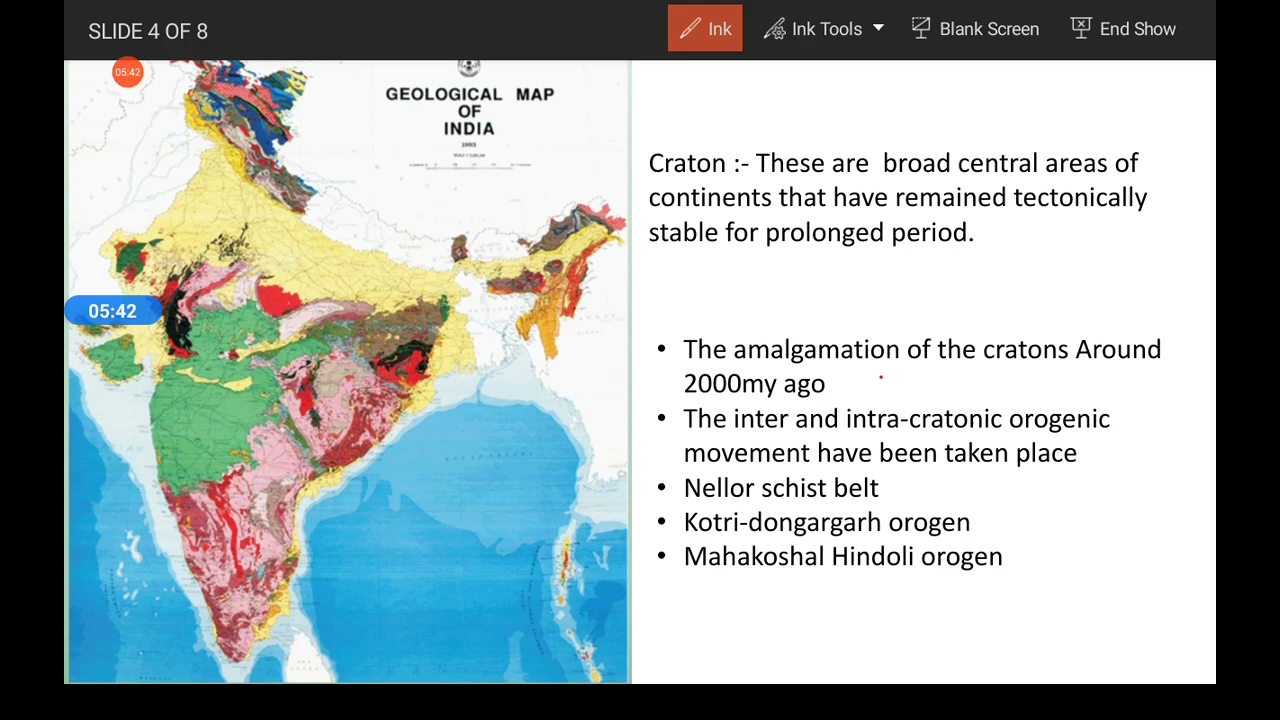 SLIDE 4 OF 8
Ink
Ink Tools
Blank Screen
End Show
05:42
GEOLOGICAL MAP
OF
INDIA
1993
05:42
Craton :- These are broad central areas of
continents that have remained tectonically
stable for prolonged period.
• The amalgamation of the cratons Around
2000my ago
• The inter and intra-cratonic orogenic
movement have been taken place
• Nellor schist belt
• Kotri-dongargarh orogen
• Mahakoshal Hindoli orogen